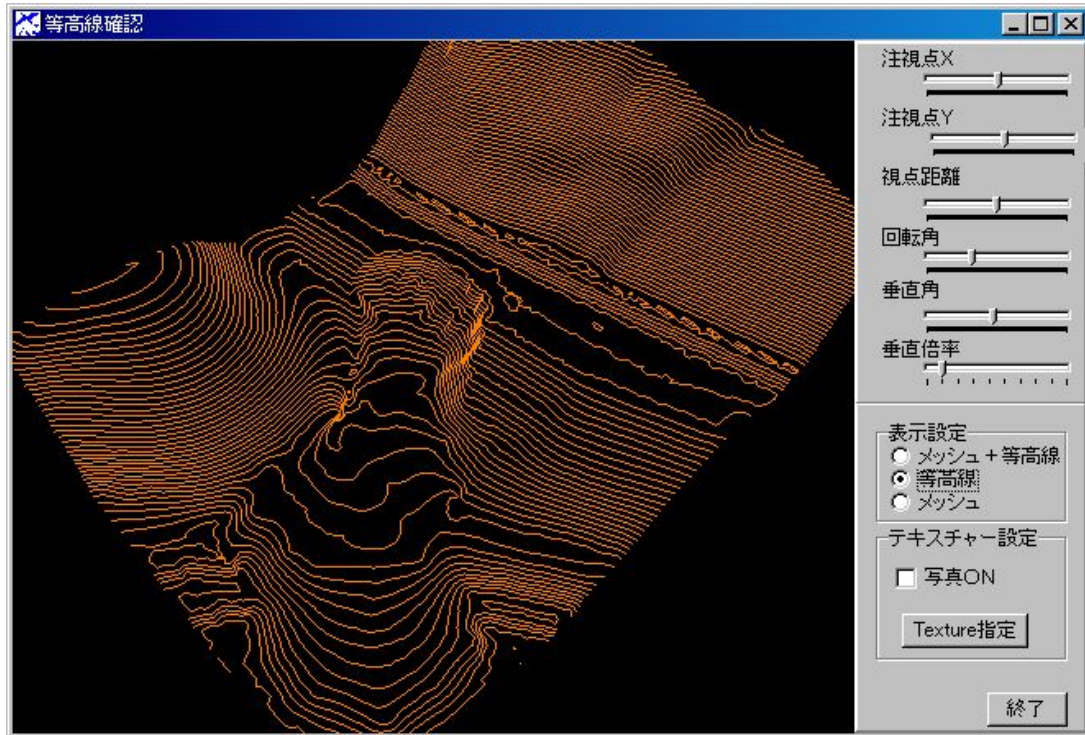 等高線確認
注視点X
注視点Y
視点距離
回転角
垂直角
垂直倍率
表示設定
メッシュ+等高線
等高線
メッシュ
テキスチャー設定
写真ON
Texture指定
終了